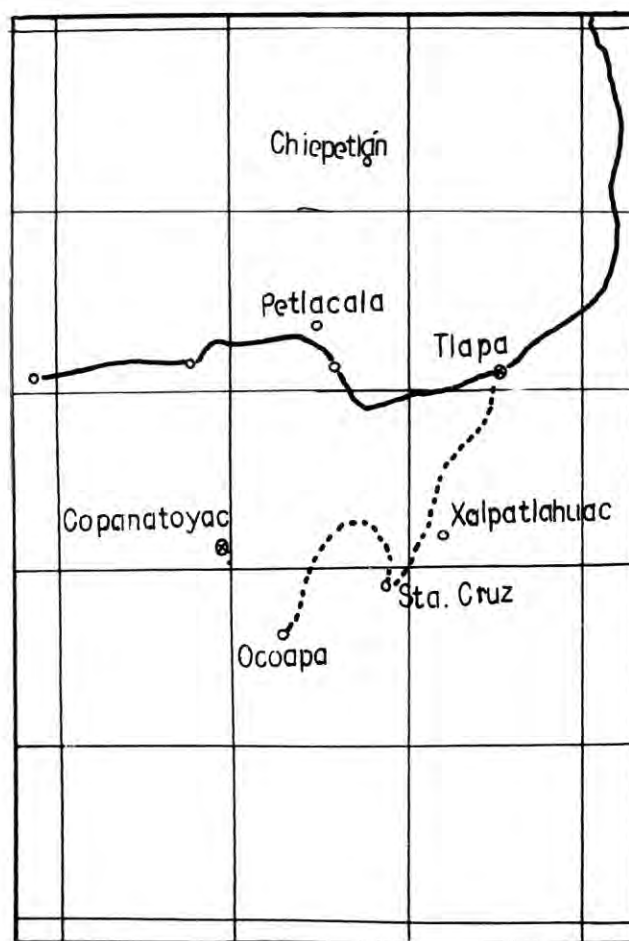 Chiepetlán
Petlacala
Tlapa
Copanatoyac
Xalpatlahuac
Sta. Cruz
Ocoapa